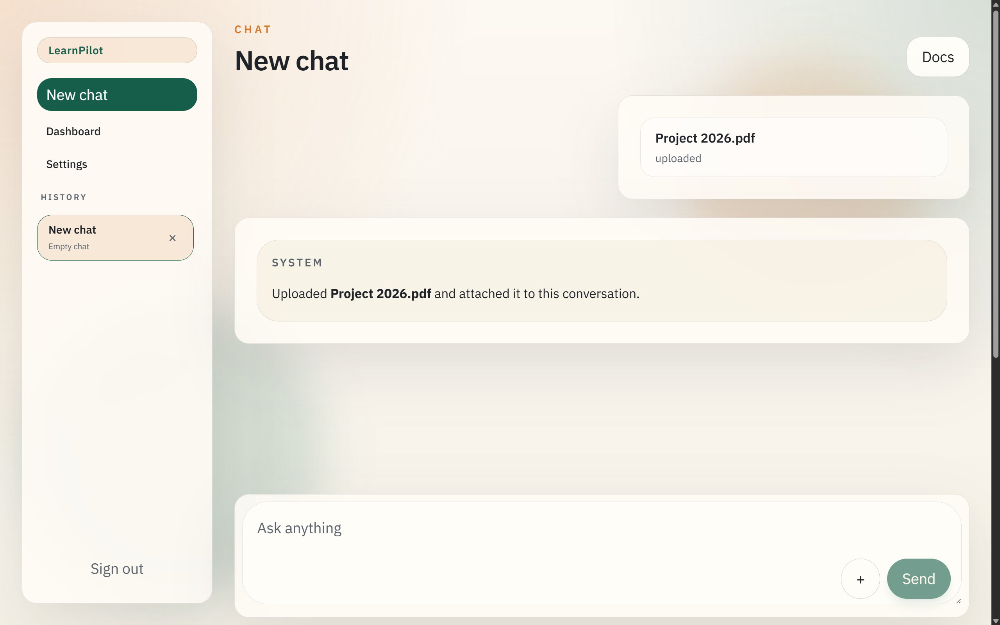 LearnPilot
New chat
Dashboard
Settings
HISTORY
New chat
Empty chat
×
Sign out
CHAT
New chat
Docs
Project 2026.pdf
uploaded
SYSTEM
Uploaded Project 2026.pdf and attached it to this conversation.
Ask anything
+
Send